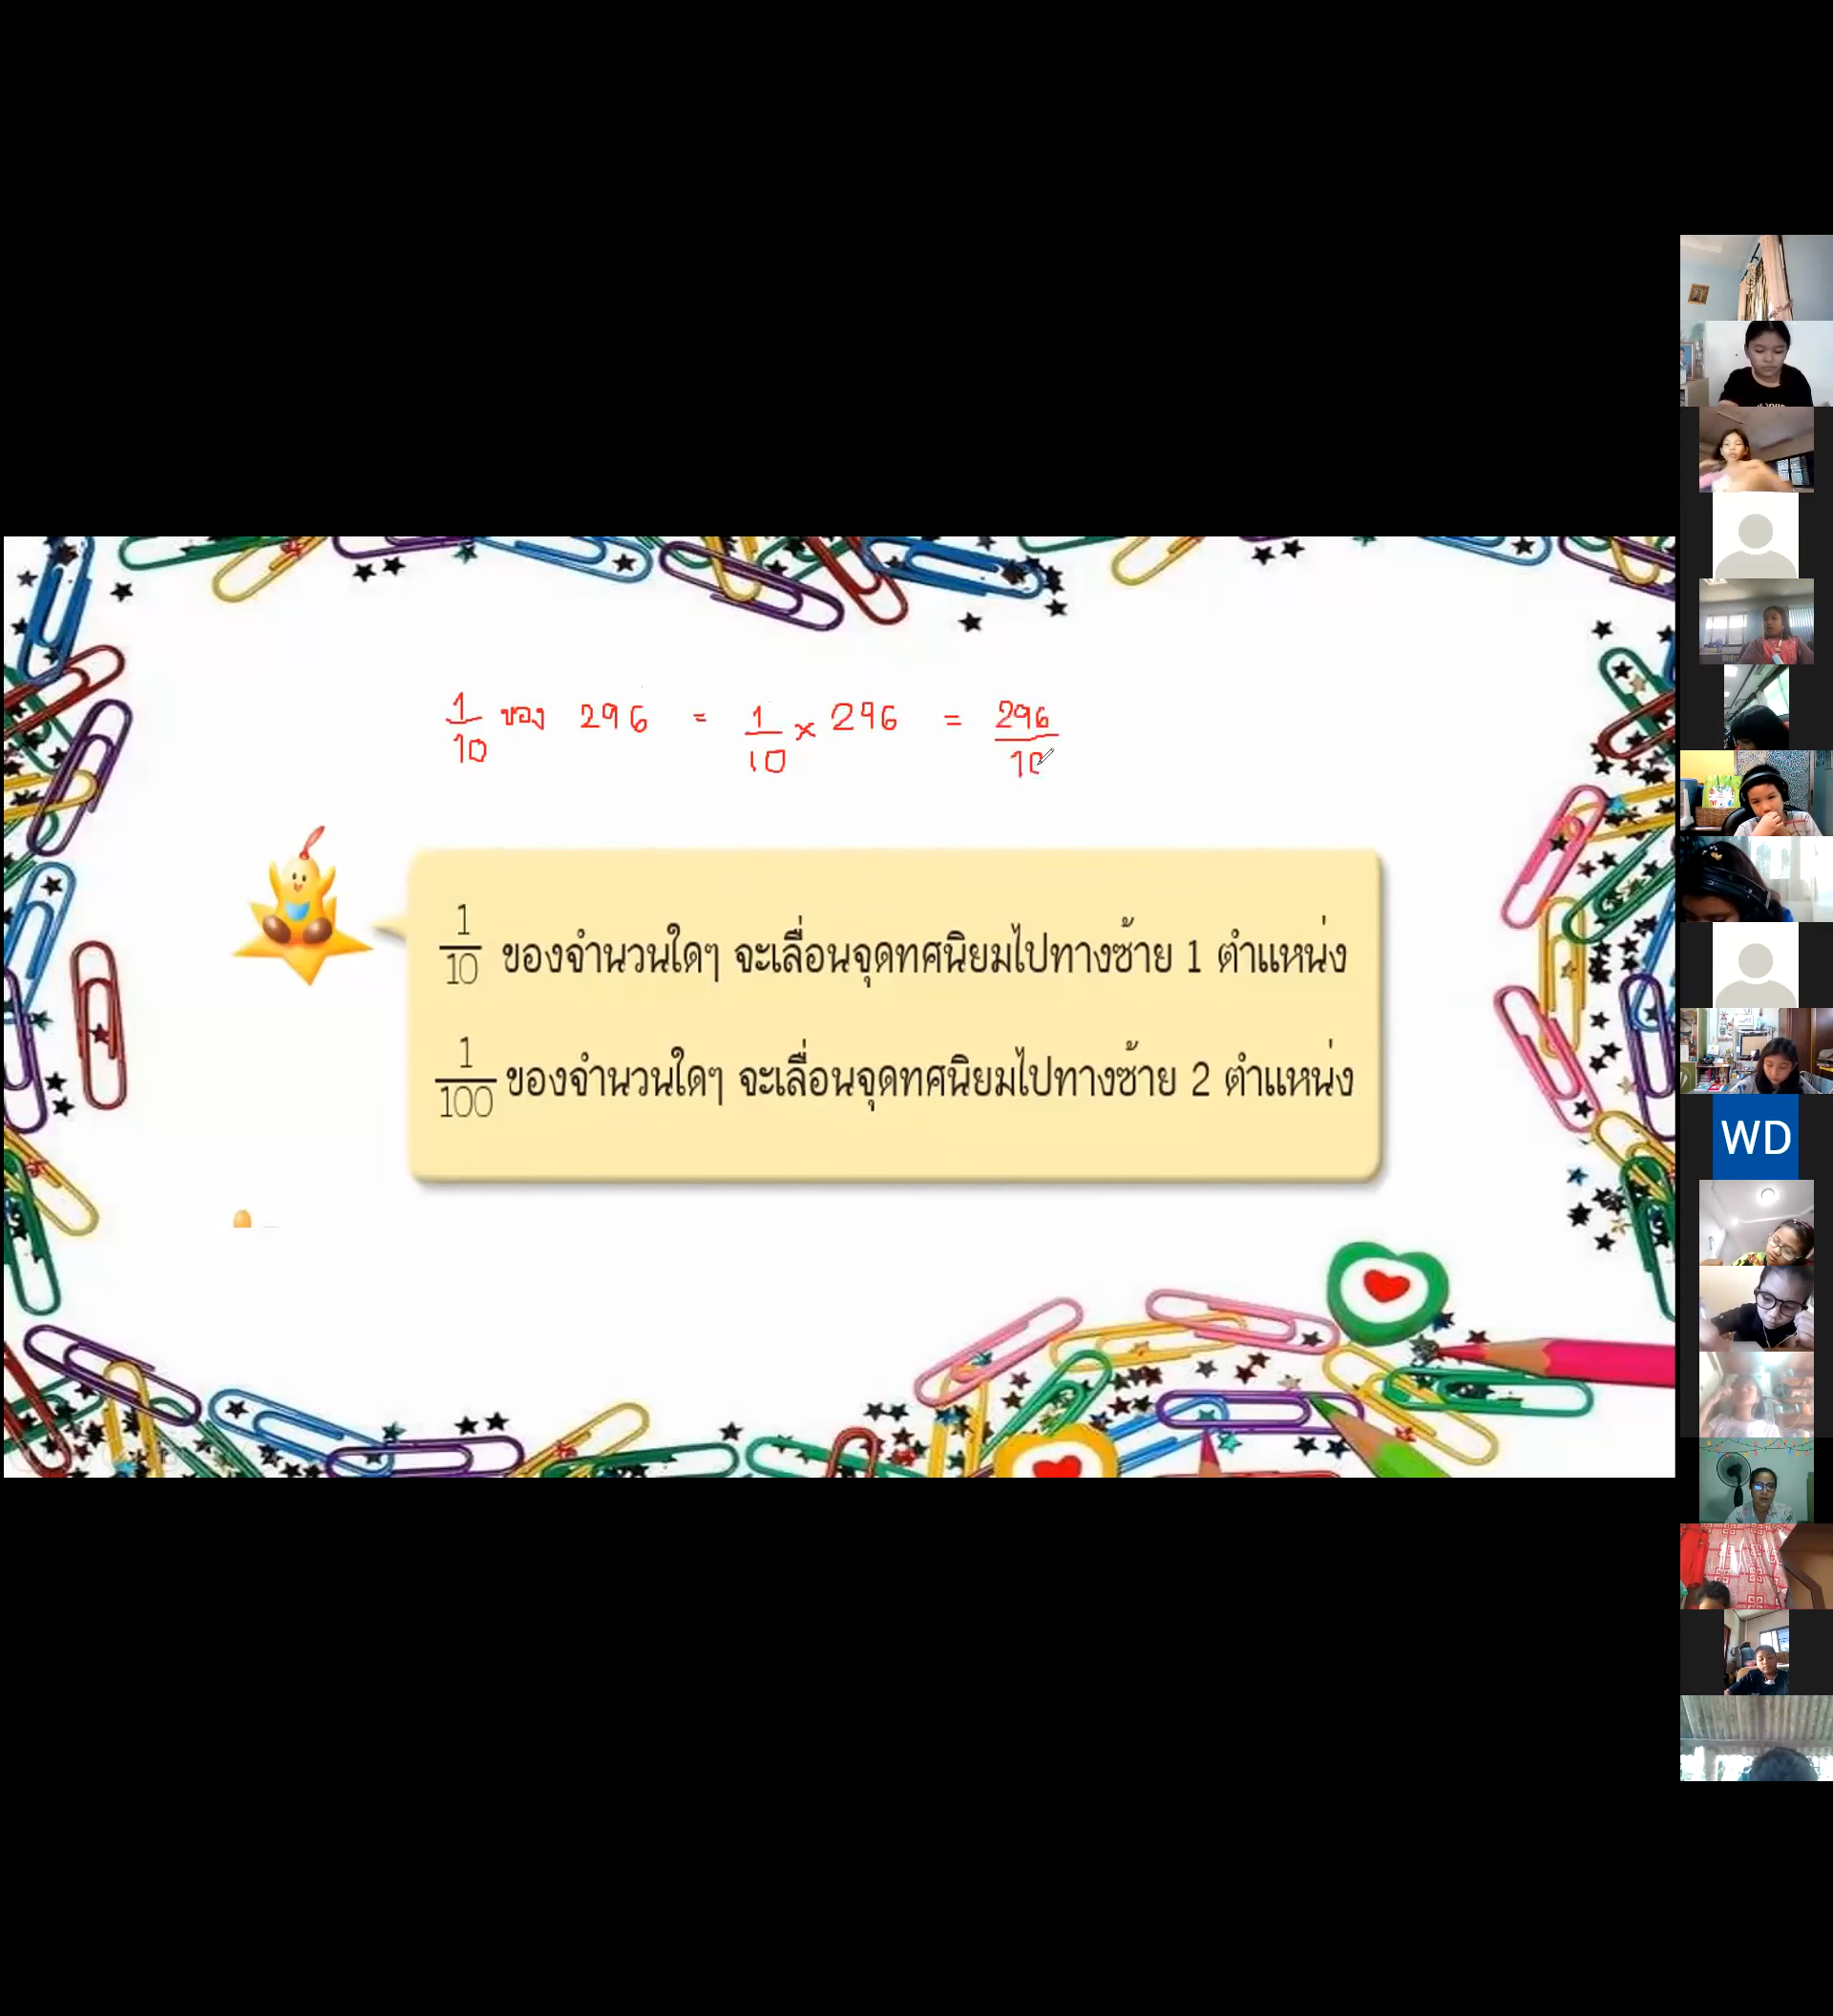 1/10 ของ 296 = 1/10 × 296 = 296/10
1/10 ของจำนวนใดๆ จะเลื่อนจุดทศนิยมไปทางซ้าย 1 ตำแหน่ง
1/100 ของจำนวนใดๆ จะเลื่อนจุดทศนิยมไปทางซ้าย 2 ตำแหน่ง
WD